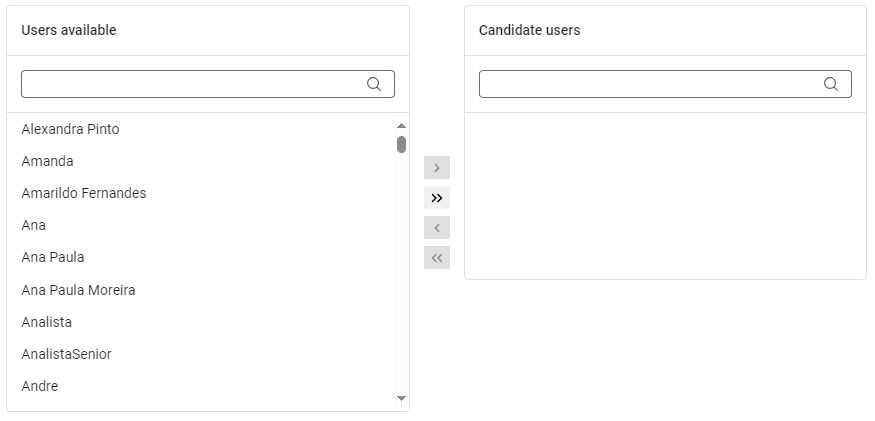 Users available
Alexandra Pinto
Amanda
Amarildo Fernandes
Ana
Ana Paula
Ana Paula Moreira
Analista
AnalistaSenior
Andre
Candidate users